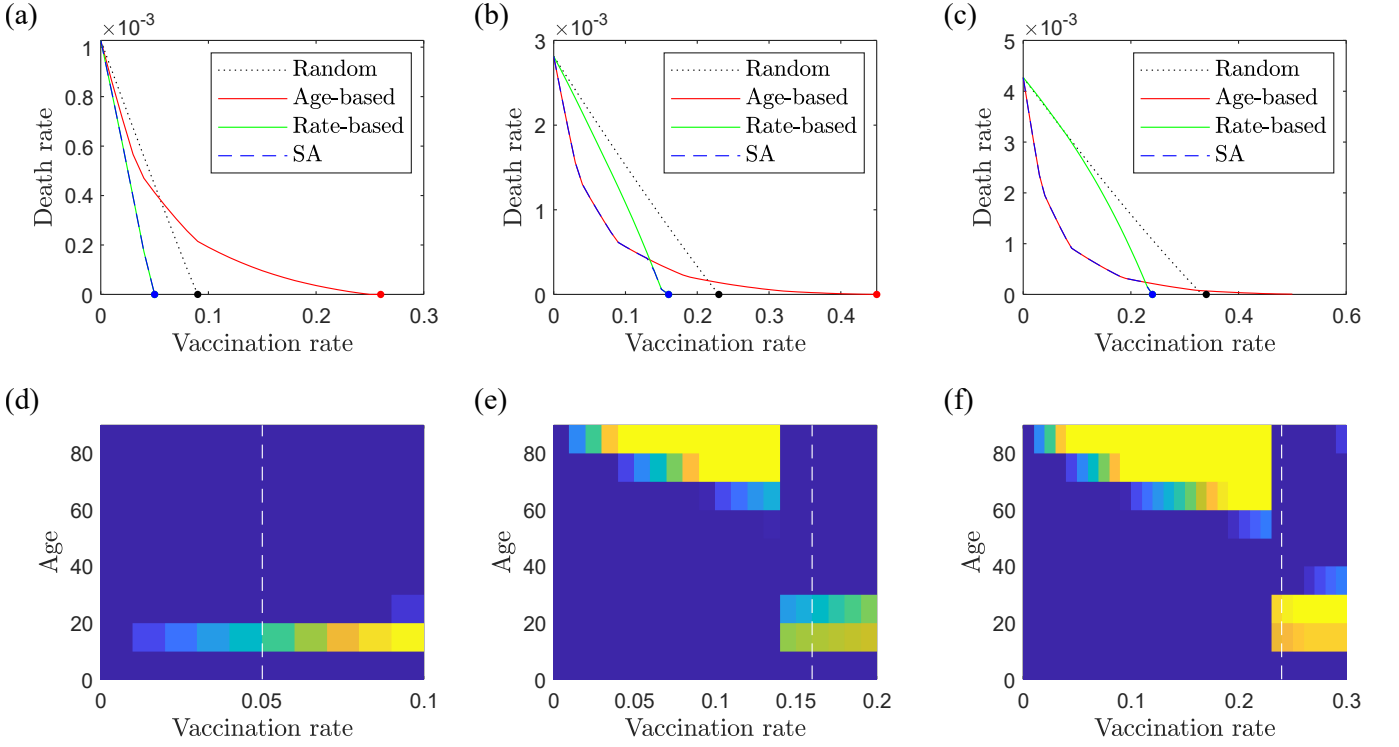 (a)
×10⁻³
1
0.8
0.6
0.4
0.2
0
0
0.1
0.2
0.3
Death rate
Vaccination rate
Random
Age-based
Rate-based
SA
(b)
×10⁻³
3
2
1
0
0
0.1
0.2
0.3
0.4
Death rate
Vaccination rate
Random
Age-based
Rate-based
SA
(c)
×10⁻³
5
4
3
2
1
0
0
0.2
0.4
0.6
Death rate
Vaccination rate
Random
Age-based
Rate-based
SA
(d)
80
60
40
20
0
0
0.05
0.1
Age
Vaccination rate
(e)
80
60
40
20
0
0
0.05
0.1
0.15
0.2
Age
Vaccination rate
(f)
80
60
40
20
0
0
0.1
0.2
0.3
Age
Vaccination rate